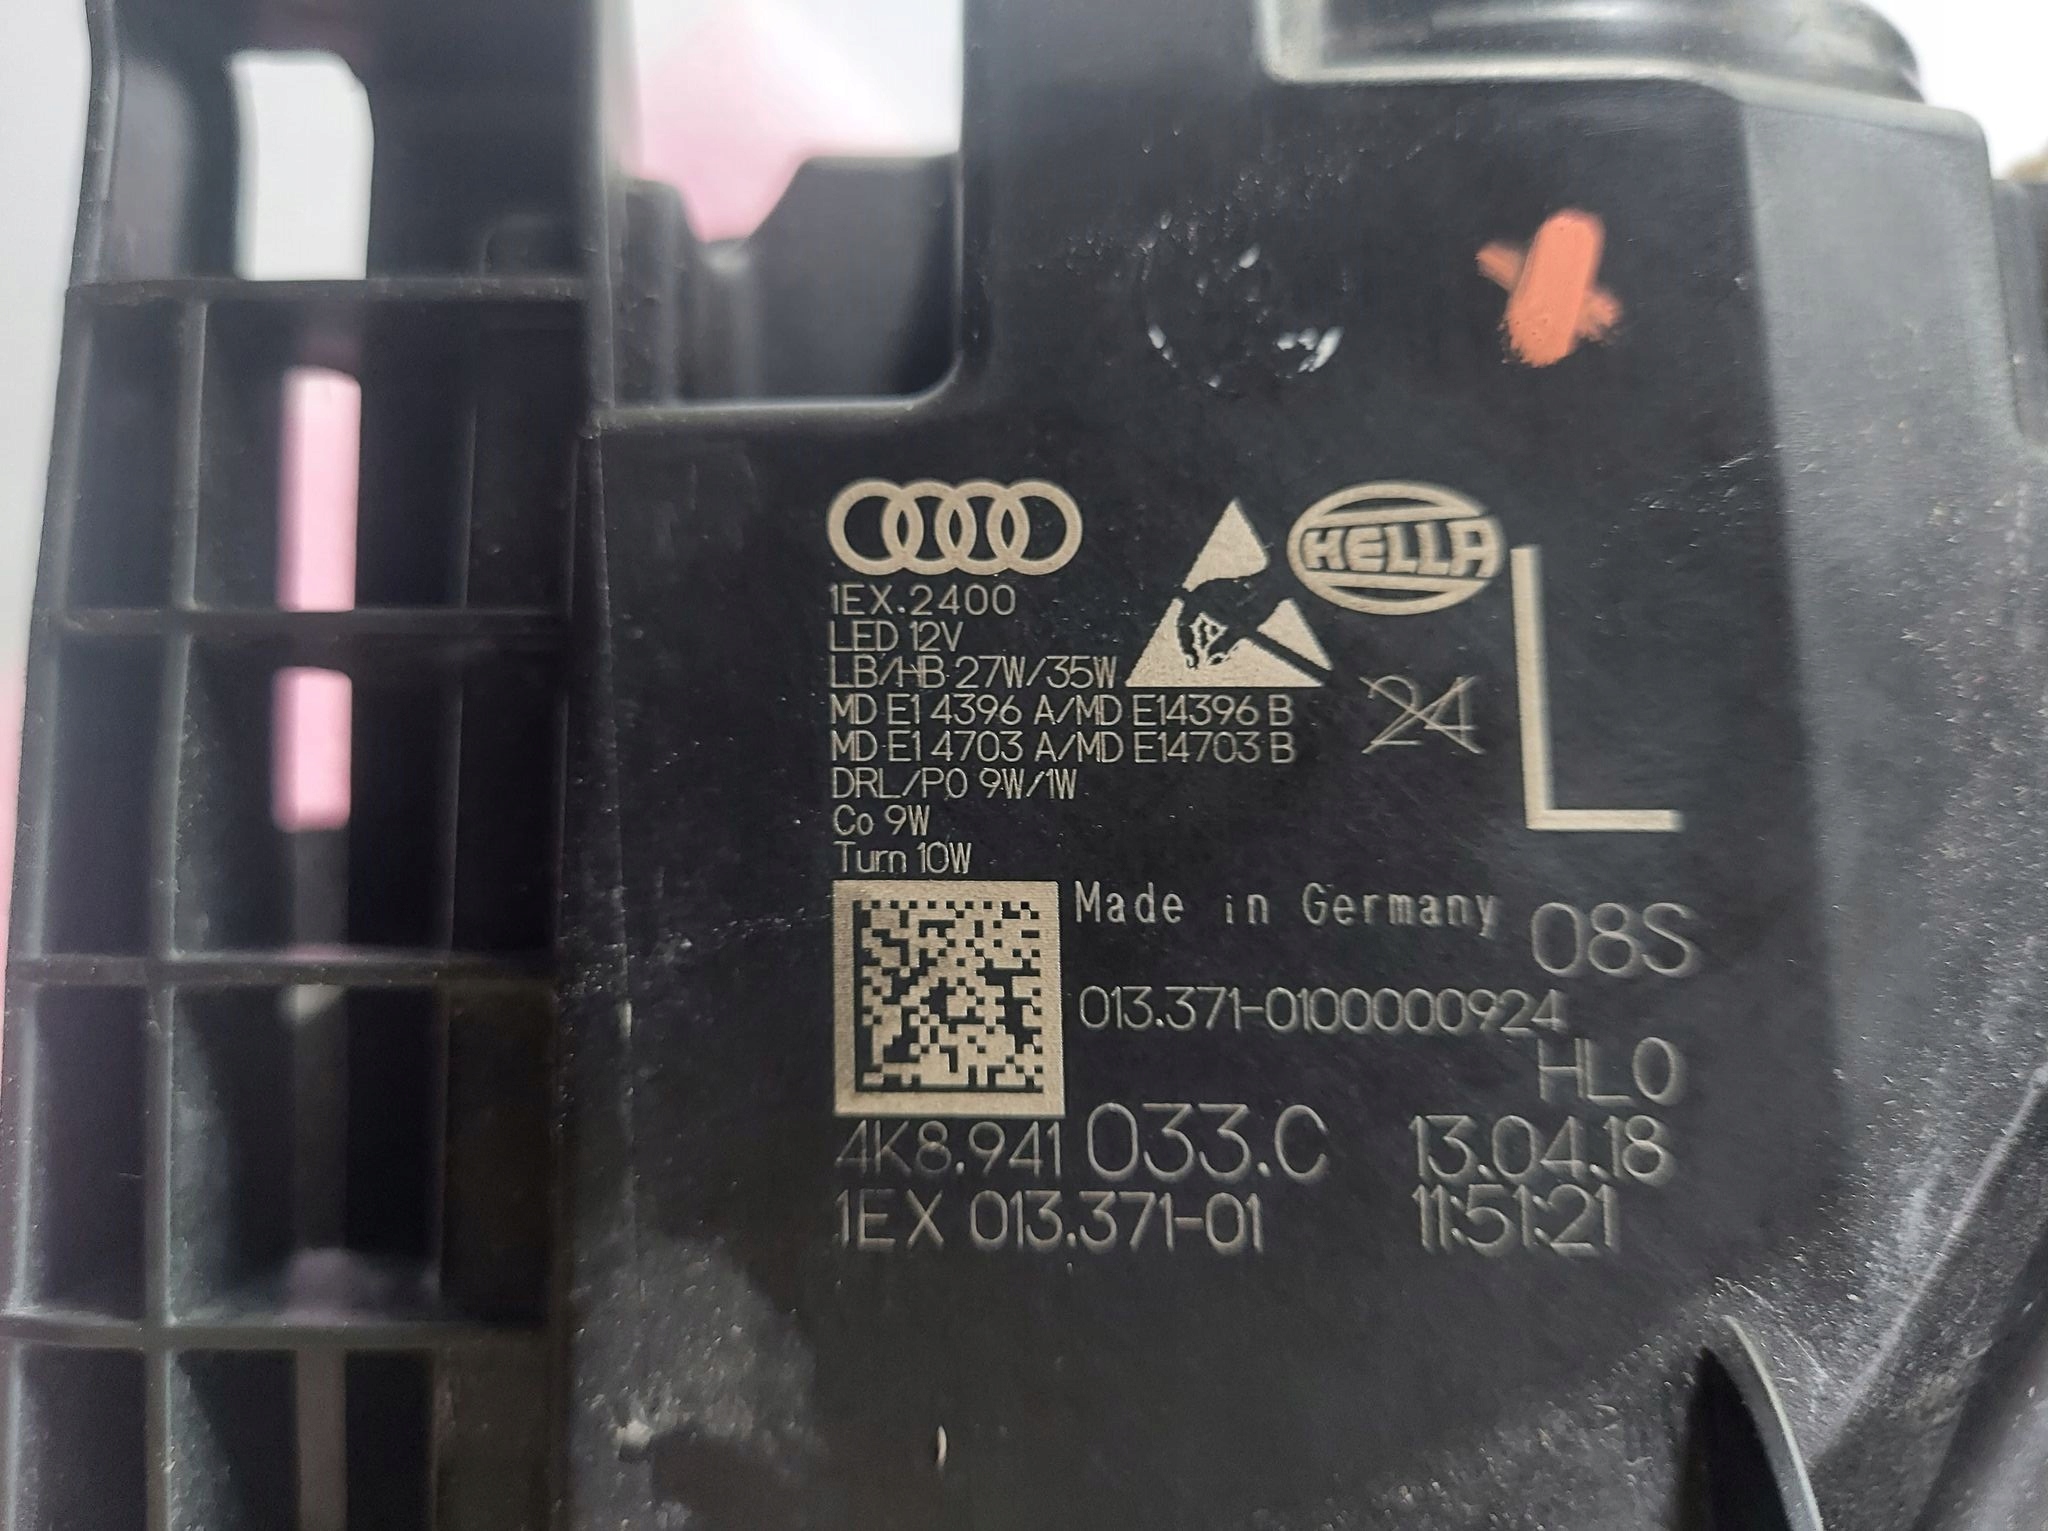 HELLA
1EX.2400
LED 12V
LB/HB 27W/35W
MD E1 4396 A/MD E14396 B
24
MD E1 4703 A/MD E14703 B
DRL/PO 9W/1W
Co 9W
Turn 10W
L
Made in Germany
08S
013.371-0100000924
HL0
4K8.941 033.C
13.04.18
1EX 013.371-01
11:51:21